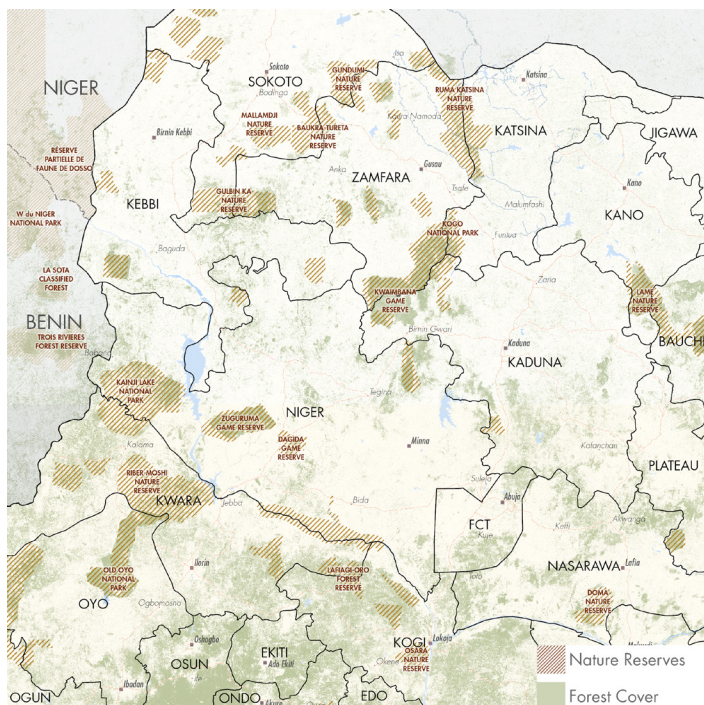 Isa
Sokoto
SOKOTO
Bodinga
GUNDUMI
NATURE
RESERVE
Katsina
NIGER
RUMA KATSINA
NATURE
RESERVE
MALLAMDJI
NATURE
RESERVE
BAUKRA-TURETA
NATURE
RESERVE
Kaura Namoda
KATSINA
JIGAWA
Birnin Kebbi
RÉSERVE
PARTIELLE DE
FAUNE DE DOSSO
Anka
ZAMFARA
Gusau
Tsafe
Kano
KANO
KEBBI
GULBIN KA
NATURE
RESERVE
Malumfashi
W du NIGER
NATIONAL PARK
KOGO
NATIONAL PARK
Funtua
Bagudo
LA SOTA
CLASSIFIED
FOREST
Zaria
KWAIMBANA
GAME
RESERVE
LAME
NATURE
RESERVE
BENIN
TROIS RIVIERES
FOREST RESERVE
Birnin Gwari
BAUCHI
Kaduna
KADUNA
KAINJI LAKE
NATIONAL
PARK
Tegina
NIGER
ZUGURUMA
GAME RESERVE
DAGIDA
GAME
RESERVE
Minna
Kalama
Kafanchan
PLATEAU
RIBER-MOSHI
NATURE
RESERVE
KWARA
Jebba
Bida
Suleja
Abuja
FCT
Kuje
Keffi
Akwanga
Ilorin
OLD OYO
NATIONAL
PARK
LAFIAGI-ORO
FOREST
RESERVE
Toto
NASARAWA
Lafia
OYO
Ogbomosho
DOMA
NATURE
RESERVE
Oshogbo
OSUN
EKITI
Ado Ekiti
KOGI
Lokoja
Okene
OSARA
NATURE
RESERVE
Ibadan
OGUN
ONDO
Akure
EDO
Nature Reserves
Forest Cover